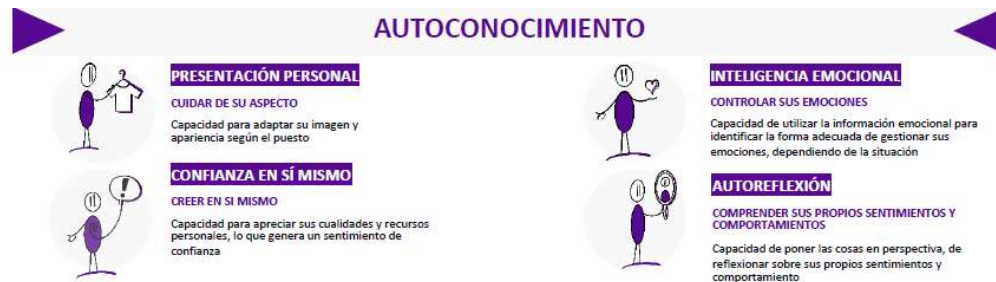 AUTOCONOCIMIENTO
PRESENTACIÓN PERSONAL
CUIDAR DE SU ASPECTO
Capacidad para adaptar su imagen y
apariencia según el puesto
CONFIANZA EN SÍ MISMO
CREER EN SI MISMO
Capacidad para apreciar sus cualidades y recursos
personales, lo que genera un sentimiento de
confianza
INTELIGENCIA EMOCIONAL
CONTROLAR SUS EMOCIONES
Capacidad de utilizar la información emocional para
identificar la forma adecuada de gestionar sus
emociones, dependiendo de la situación
AUTOREFLEXIÓN
COMPRENDER SUS PROPIOS SENTIMIENTOS Y
COMPORTAMIENTOS
Capacidad de poner las cosas en perspectiva, de
reflexionar sobre sus propios sentimientos y
comportamiento